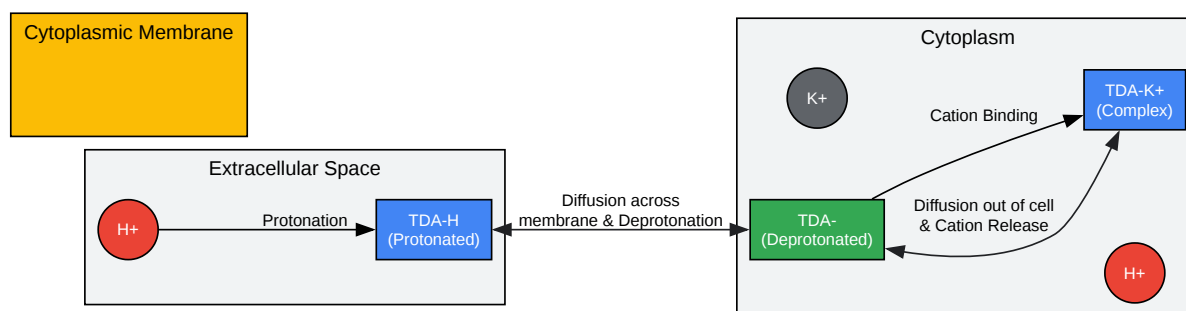 Cytoplasmic Membrane
Extracellular Space
H+
Protonation
TDA-H
(Protonated)
Diffusion across
membrane & Deprotonation
Cytoplasm
K+
TDA-K+
(Complex)
Cation Binding
TDA-
(Deprotonated)
Diffusion out of cell
& Cation Release
H+